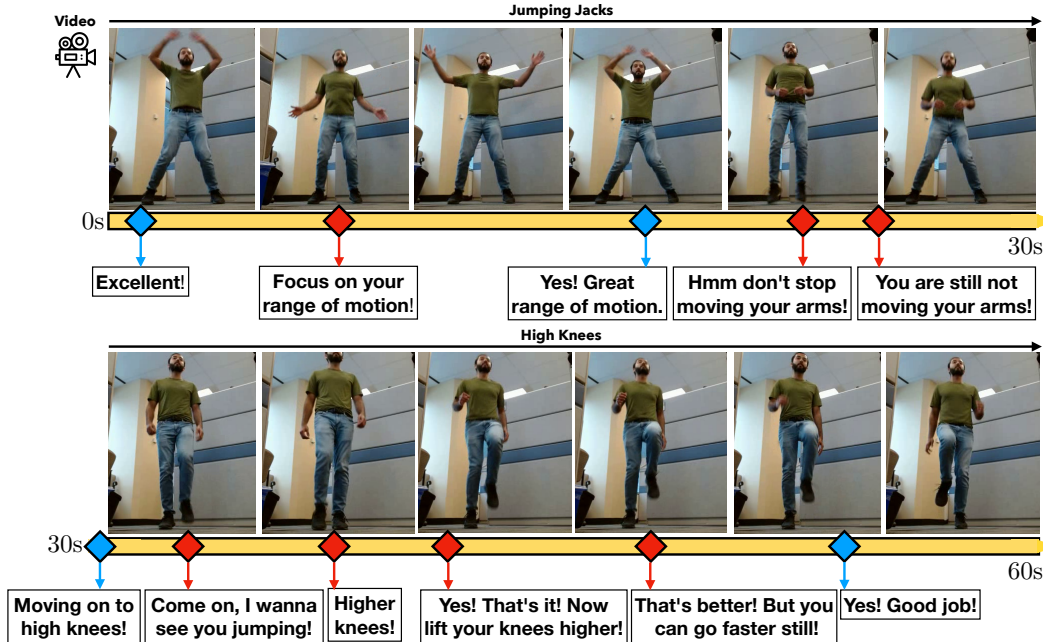 Jumping Jacks
Video
0s
30s
Excellent!
Focus on your
range of motion!
Yes! Great
range of motion.
Hmm don't stop
moving your arms!
You are still not
moving your arms!
High Knees
30s
60s
Moving on to
high knees!
Come on, I wanna
see you jumping!
Higher
knees!
Yes! That's it! Now
lift your knees higher!
That's better! But you
can go faster still!
Yes! Good job!